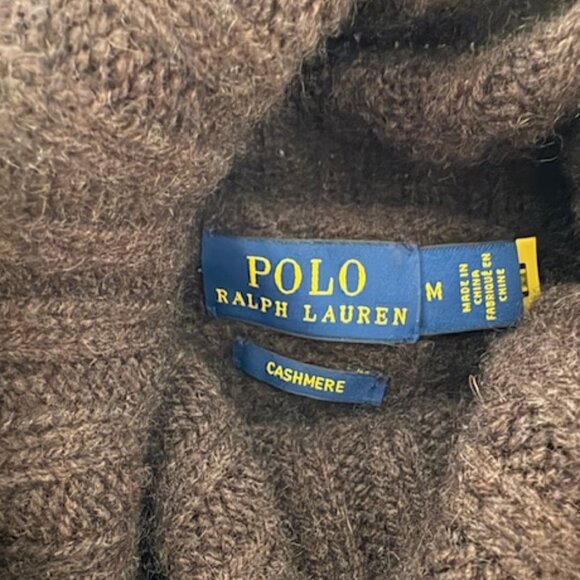 POLO
RALPH LAUREN
M
MADE IN
CHINA
FABRIQUÉ EN
CHINE
CASHMERE